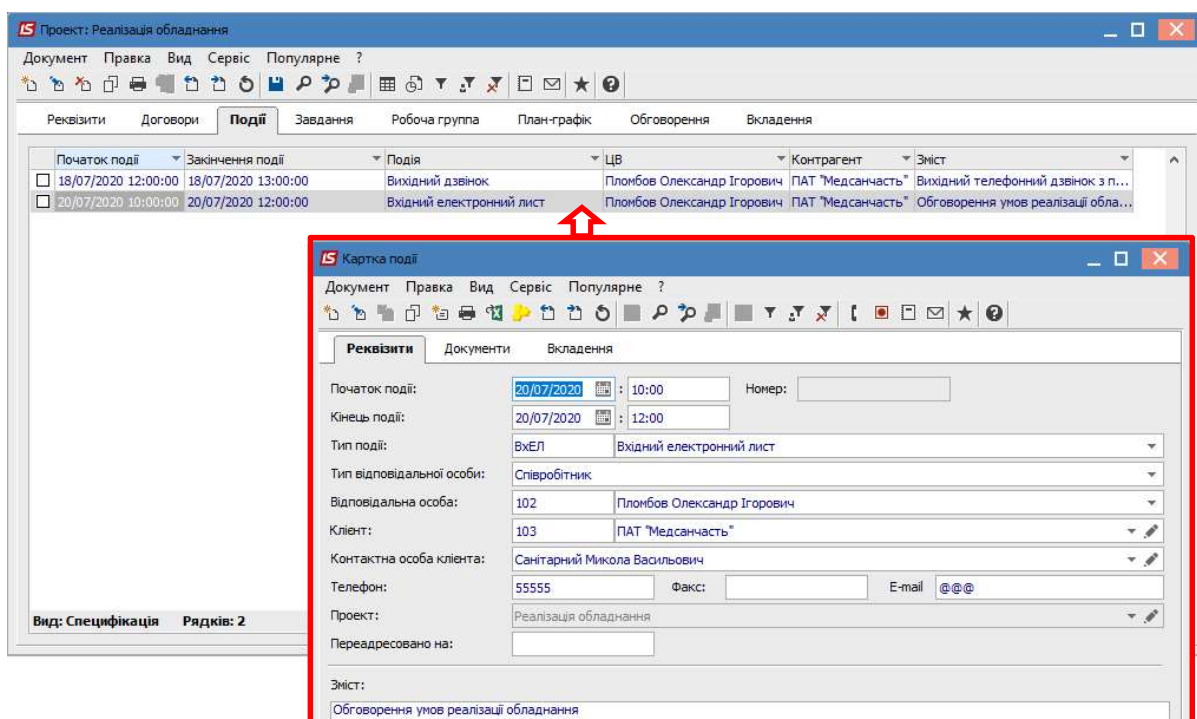 Проект: Реалізація обладнання
Документ Правка Вид Сервіс Популярне ?
Реквізити Договори Події Завдання Робоча группа План-графік Обговорення Вкладення
Початок події Закінчення події Подія ЦВ Контрагент Зміст
18/07/2020 12:00:00 18/07/2020 13:00:00 Вихідний дзвінок Пломбов Олександр Ігорович ПАТ "Медсанчасть" Вихідний телефонний дзвінок з п...
20/07/2020 10:00:00 20/07/2020 12:00:00 Вхідний електронний лист Пломбов Олександр Ігорович ПАТ "Медсанчасть" Обговорення умов реалізації обла...
Картка події
Документ Правка Вид Сервіс Популярне ?
Реквізити Документи Вкладення
Початок події: 20/07/2020 : 10:00 Номер:
Кінець події: 20/07/2020 : 12:00
Тип події: ВхЕЛ Вхідний електронний лист
Тип відповідальної особи: Співробітник
Відповідальна особа: 102 Пломбов Олександр Ігорович
Клієнт: 103 ПАТ "Медсанчасть"
Контактна особа клієнта: Санітарний Микола Васильович
Телефон: 55555 Факс: E-mail @@@
Проект: Реалізація обладнання
Переадресовано на:
Зміст:
Обговорення умов реалізації обладнання
Вид: Специфікація Рядків: 2